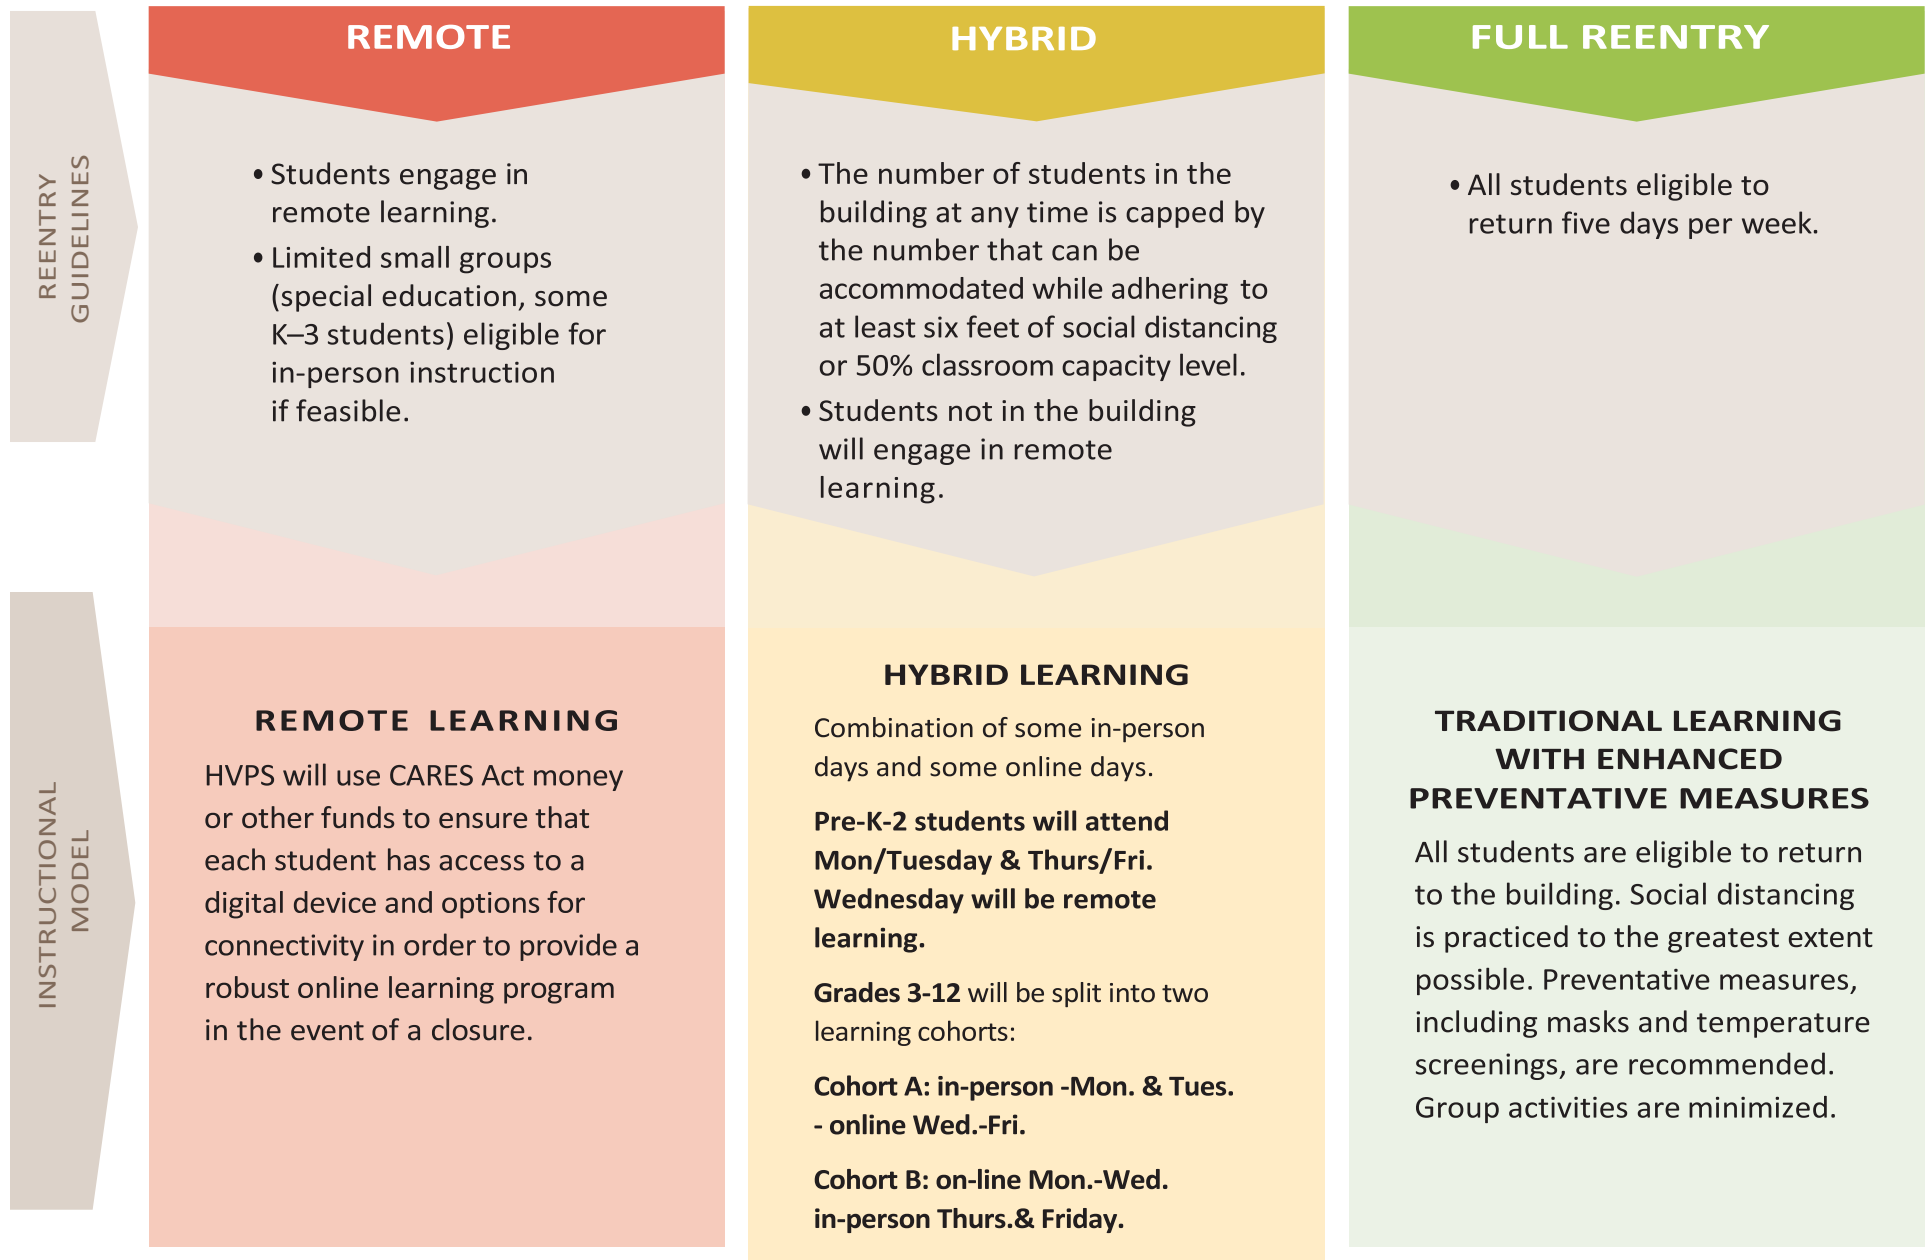 REENTRY
GUIDELINES
REMOTE
• Students engage in
remote learning.
• Limited small groups
(special education, some
K–3 students) eligible for
in-person instruction
if feasible.
HYBRID
• The number of students in the
building at any time is capped by
the number that can be
accommodated while adhering to
at least six feet of social distancing
or 50% classroom capacity level.
• Students not in the building
will engage in remote
learning.
FULL REENTRY
• All students eligible to
return five days per week.
INSTRUCTIONAL
MODEL
REMOTE LEARNING
HVPS will use CARES Act money
or other funds to ensure that
each student has access to a
digital device and options for
connectivity in order to provide a
robust online learning program
in the event of a closure.
HYBRID LEARNING
Combination of some in-person
days and some online days.
Pre-K-2 students will attend
Mon/Tuesday & Thurs/Fri.
Wednesday will be remote
learning.
Grades 3-12 will be split into two
learning cohorts:
Cohort A: in-person -Mon. & Tues.
- online Wed.-Fri.
Cohort B: on-line Mon.-Wed.
in-person Thurs.& Friday.
TRADITIONAL LEARNING
WITH ENHANCED
PREVENTATIVE MEASURES
All students are eligible to return
to the building. Social distancing
is practiced to the greatest extent
possible. Preventative measures,
including masks and temperature
screenings, are recommended.
Group activities are minimized.